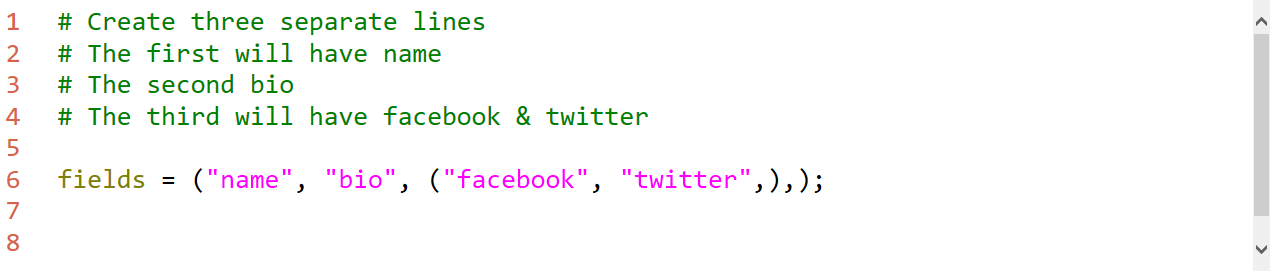 1 # Create three separate lines
2 # The first will have name
3 # The second bio
4 # The third will have facebook & twitter
5
6 fields = ("name", "bio", ("facebook", "twitter",),);
7
8